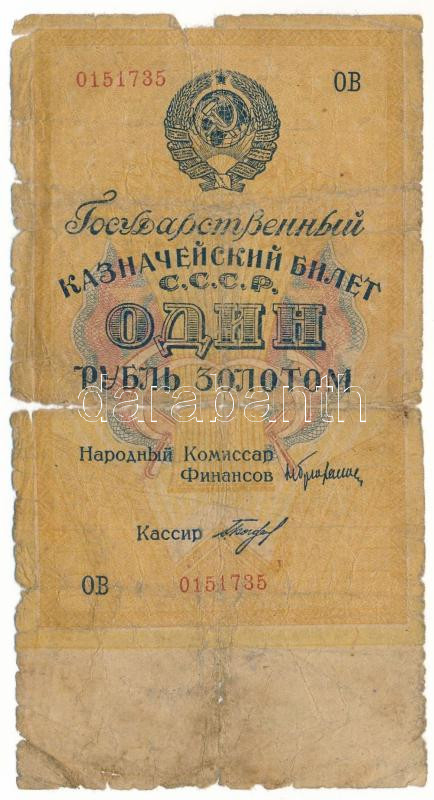 0151735 ОВ
Государственный
КАЗНАЧЕЙСКИЙ БИЛЕТ
С.С.С.Р.
ОДИН
РУБЛЬ ЗОЛОТОМ
darabanth
Народный Комиссар
Финансов
Кассир
ОВ 0151735